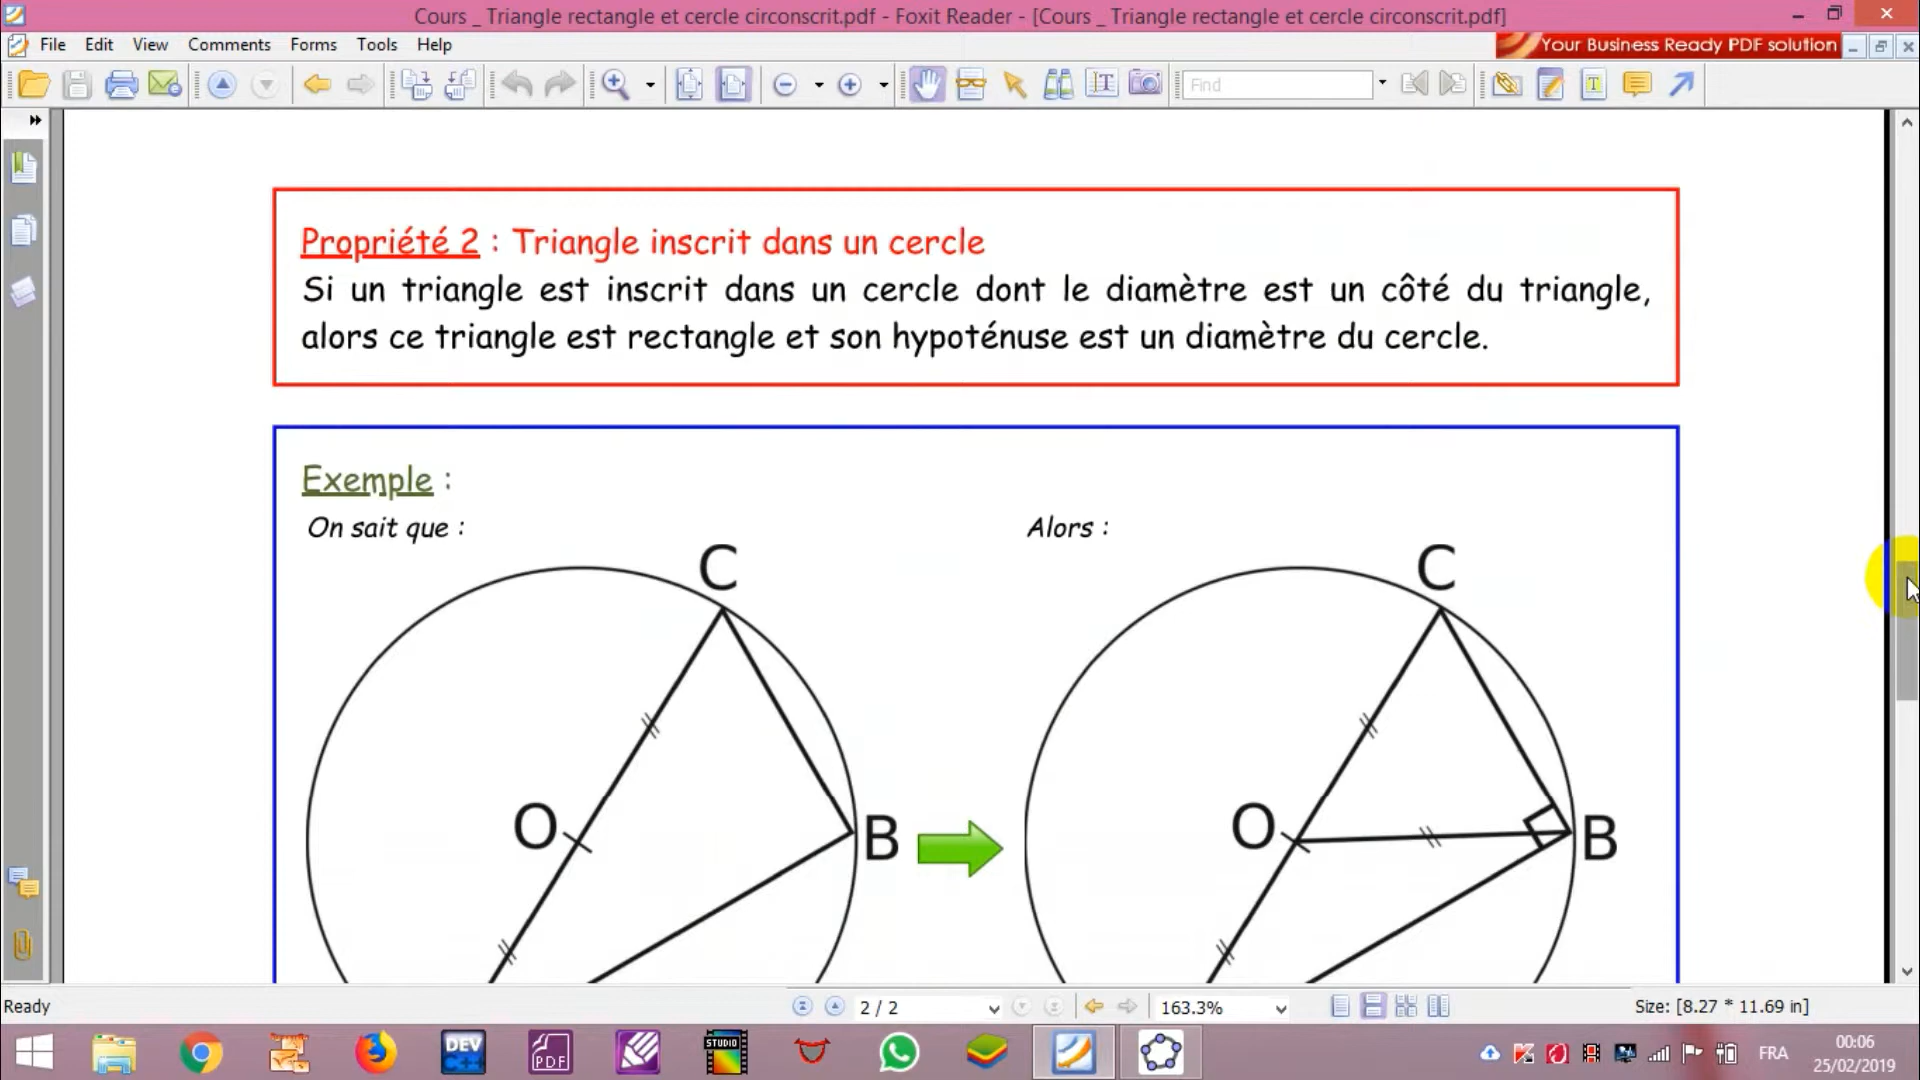 Cours _ Triangle rectangle et cercle circonscrit.pdf - Foxit Reader - [Cours _ Triangle rectangle et cercle circonscrit.pdf]
File Edit View Comments Forms Tools Help
Your Business Ready PDF solution
Find
Propriété 2 : Triangle inscrit dans un cercle
Si un triangle est inscrit dans un cercle dont le diamètre est un côté du triangle,
alors ce triangle est rectangle et son hypoténuse est un diamètre du cercle.
Exemple :
On sait que :
Alors :
C
C
O
B
O
B
Ready
2 / 2
163.3%
Size: [8.27 * 11.69 in]
DEV
C++
PDF
STUDIO
FRA
00:06
25/02/2019